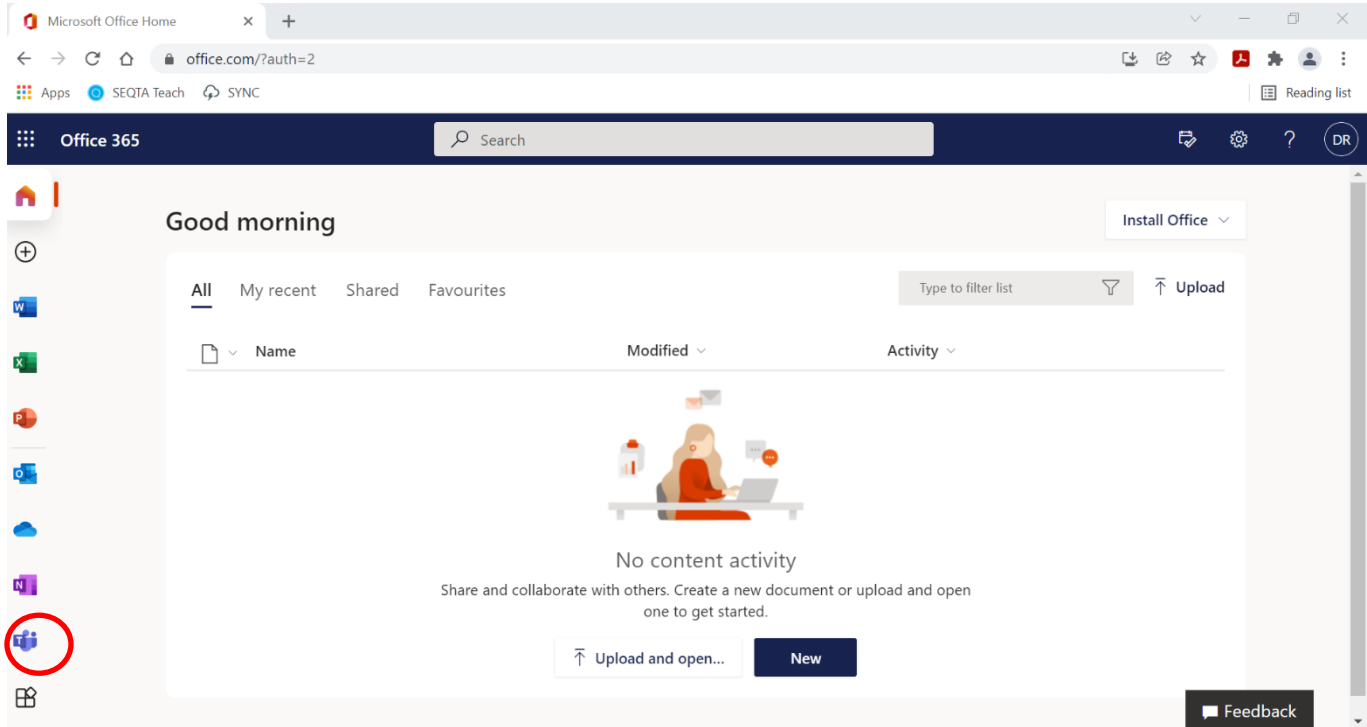 Microsoft Office Home
office.com/?auth=2
Apps SEQTA Teach SYNC Reading list
Office 365 Search ? DR
Good morning Install Office
All My recent Shared Favourites Type to filter list Upload
Name Modified Activity
No content activity
Share and collaborate with others. Create a new document or upload and open
one to get started.
Upload and open... New
Feedback
W
X
P
O
N
T